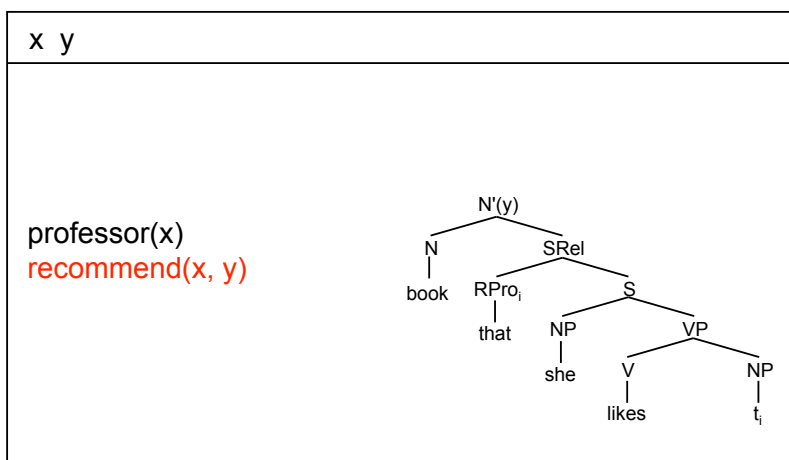 x y
N'(y)
professor(x)
N SRel
recommend(x, y)
book RProᵢ S
that NP VP
she V NP
likes tᵢ